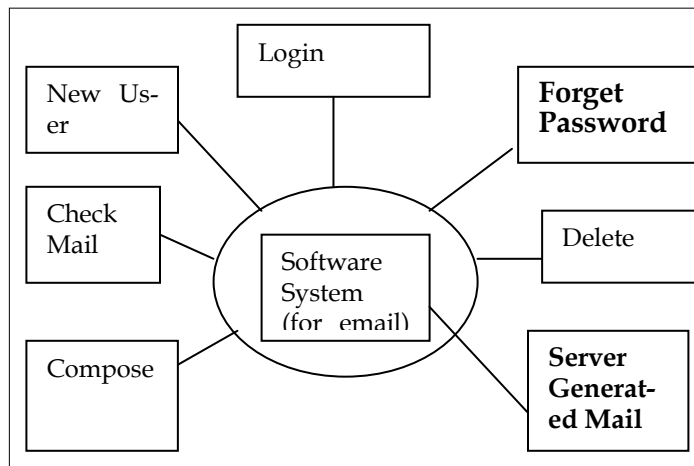 Login
New Us-
er
Forget
Password
Check
Mail
Delete
Software
System
(for email)
Compose
Server
Generat-
ed Mail